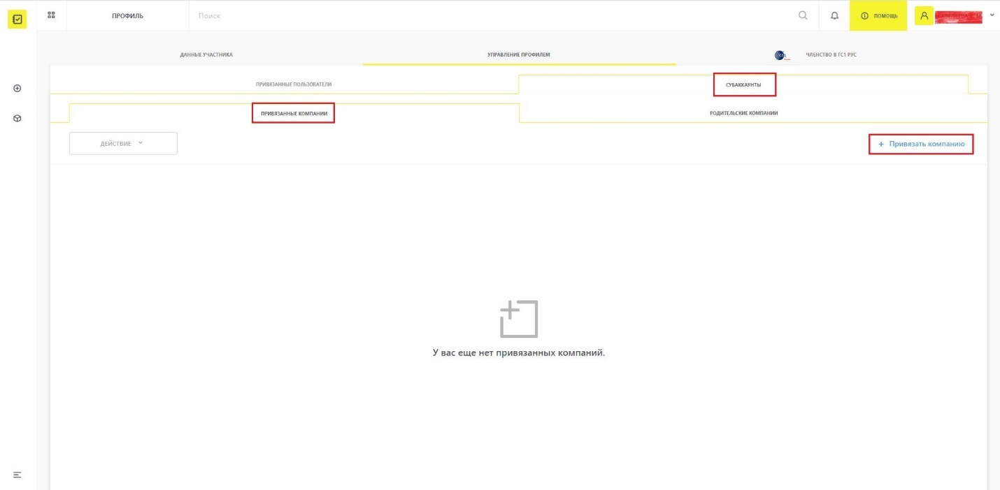 ПРОФИЛЬ
Поиск
ПОМОЩЬ
ДАННЫЕ УЧАСТНИКА
УПРАВЛЕНИЕ ПРОФИЛЕМ
ЧЛЕНСТВО В ГС1 РУС
ПРИВЯЗАННЫЕ ПОЛЬЗОВАТЕЛИ
СУБАККАУНТЫ
ПРИВЯЗАННЫЕ КОМПАНИИ
РОДИТЕЛЬСКИЕ КОМПАНИИ
ДЕЙСТВИЕ
+ Привязать компанию
У вас еще нет привязанных компаний.